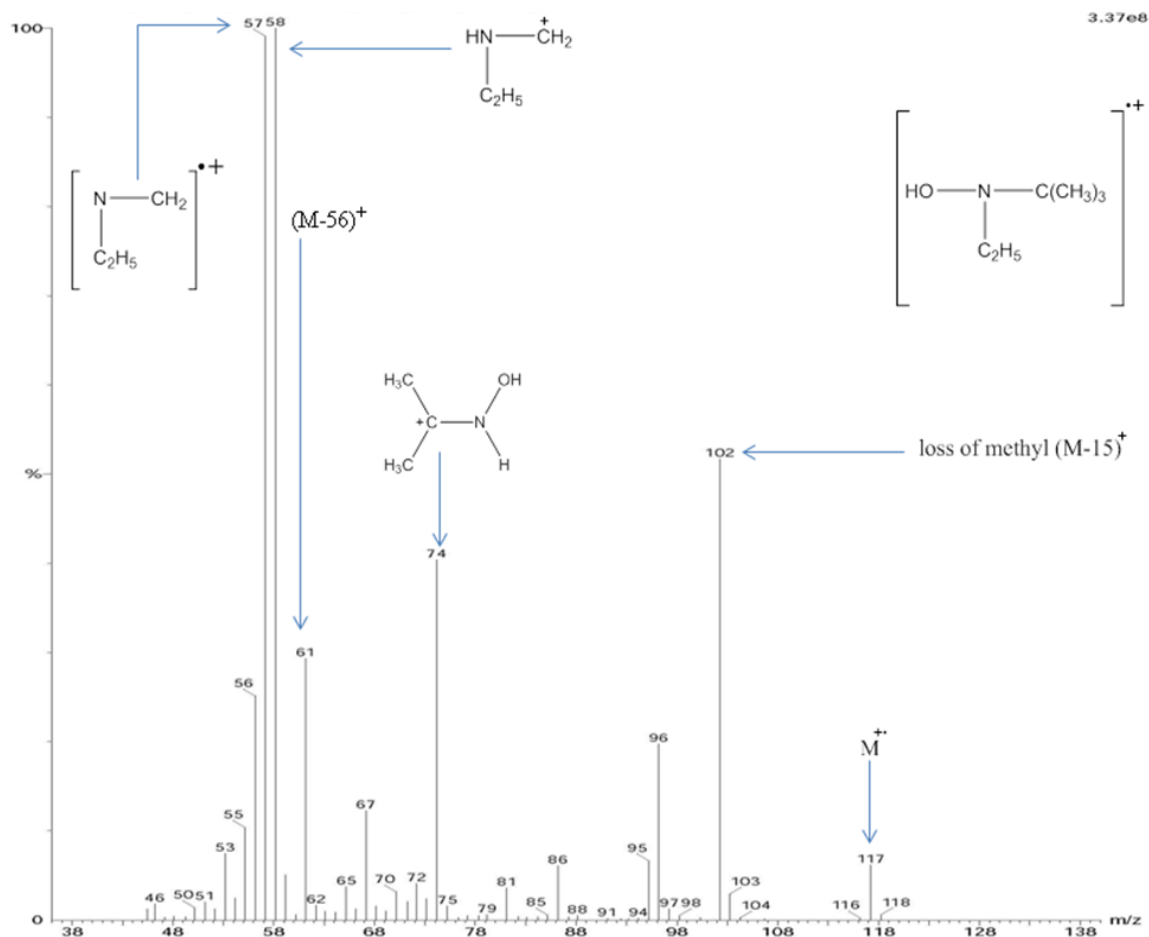 100
57 58
3.37e8
HN CH2 +
C2H5
[ N CH2 ] •+
C2H5
(M-56)+
[ HO N C(CH3)3 ] •+
C2H5
H3C OH
+C N
H3C H
%
102
loss of methyl (M-15)+
74
61
56
96
M+•
67
55
53
95
86
117
81
65
70
72
103
46
50 51
62
75
79
85
88
91
94
97 98
104
116
118
0
38 48 58 68 78 88 98 108 118 128 138 m/z